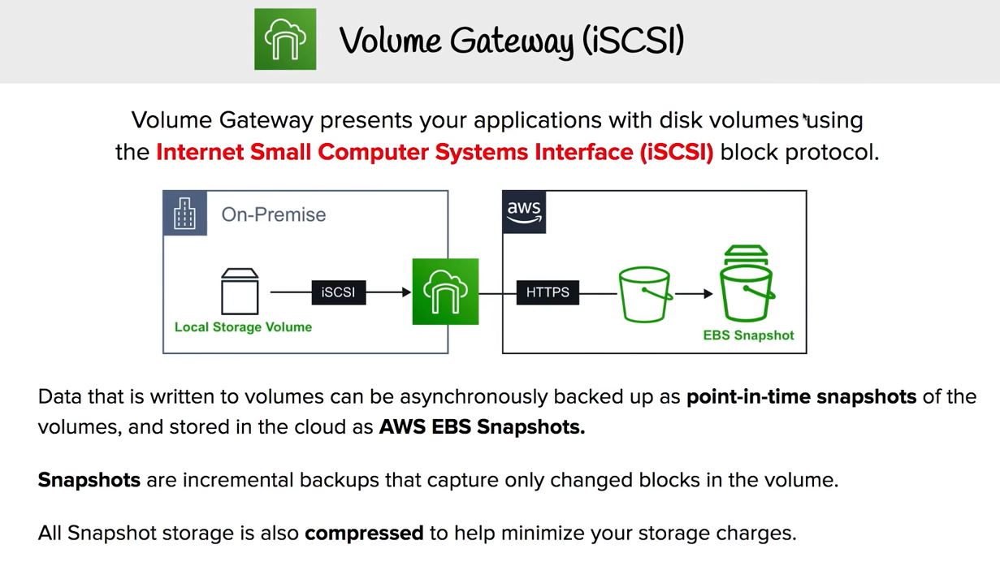 Volume Gateway (iSCSI)
Volume Gateway presents your applications with disk volumes using
the Internet Small Computer Systems Interface (iSCSI) block protocol.
On-Premise
aws
iSCSI
HTTPS
Local Storage Volume
EBS Snapshot
Data that is written to volumes can be asynchronously backed up as point-in-time snapshots of the
volumes, and stored in the cloud as AWS EBS Snapshots.
Snapshots are incremental backups that capture only changed blocks in the volume.
All Snapshot storage is also compressed to help minimize your storage charges.